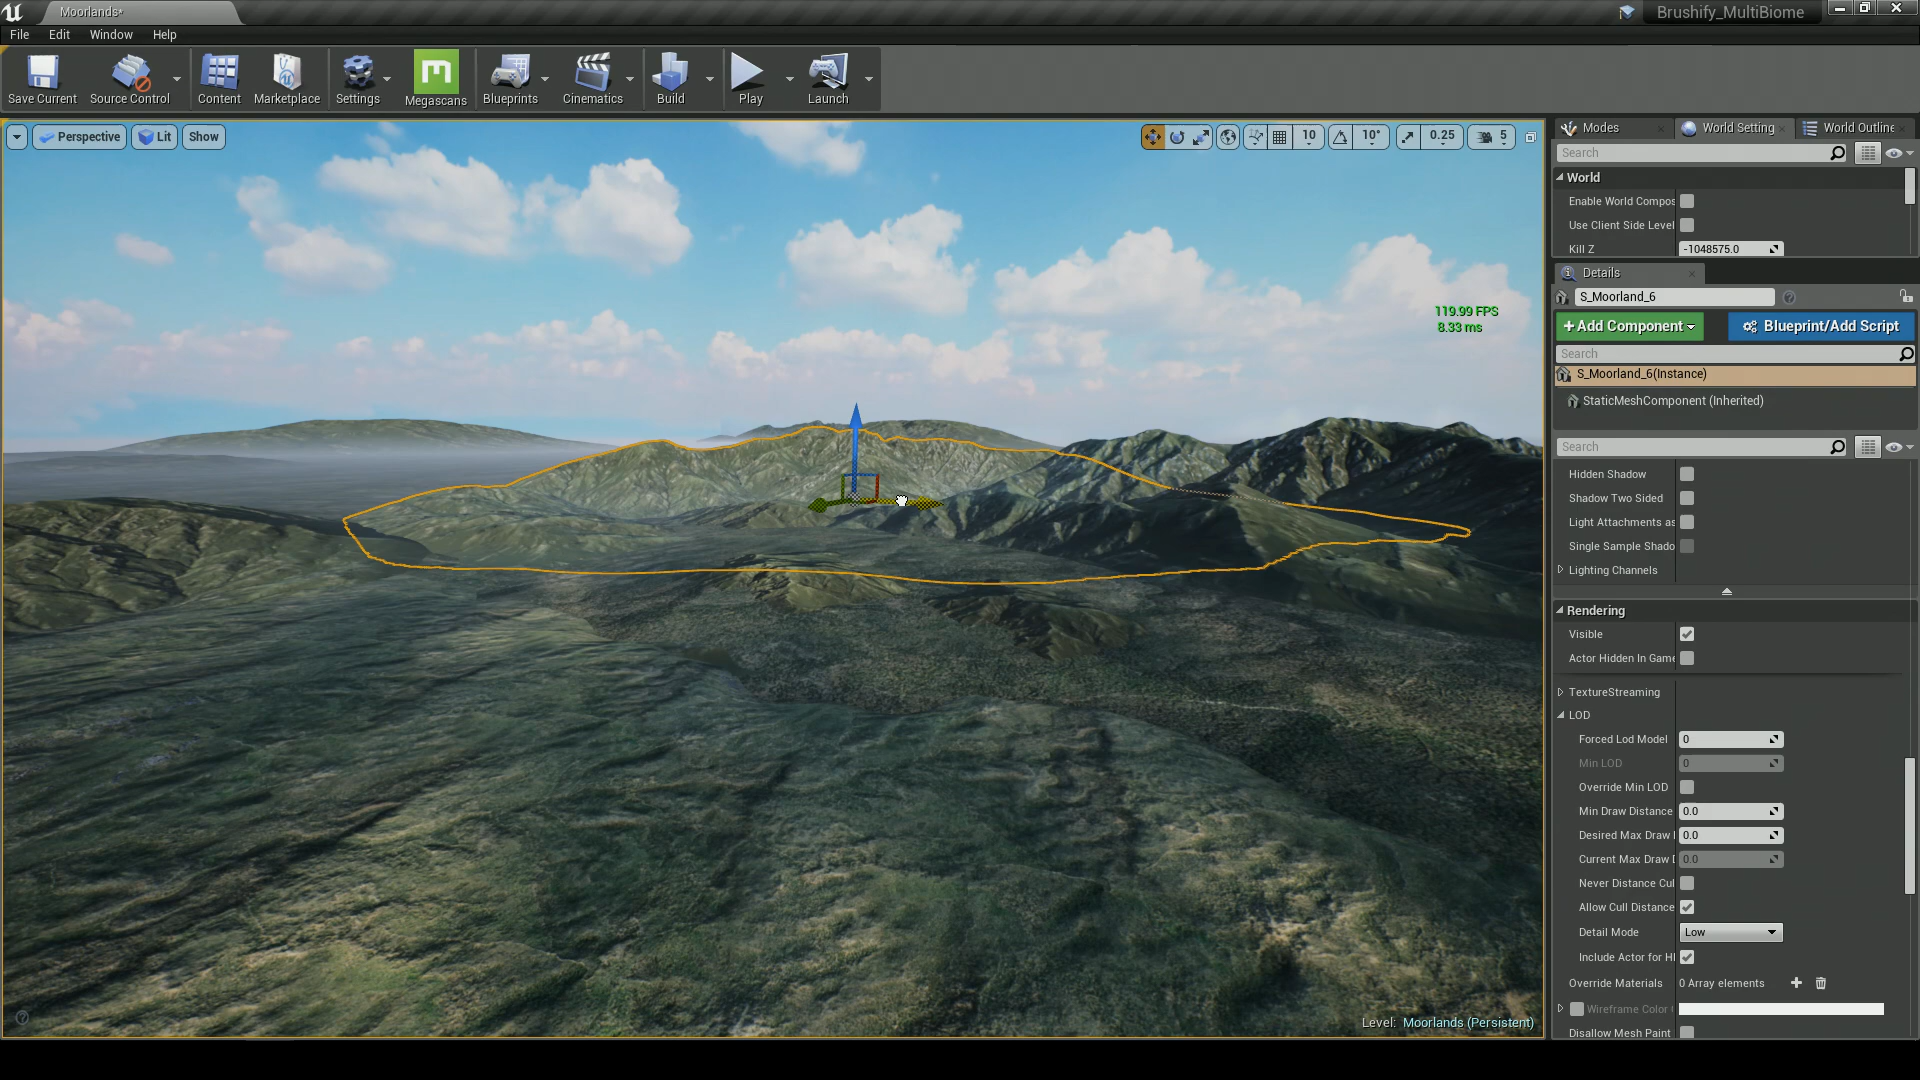 Moorlands*
Brushify_MultiBiome
File Edit Window Help
Save Current Source Control Content Marketplace Settings Megascans Blueprints Cinematics Build Play Launch
Perspective Lit Show 10 10° 0.25 5
Modes World Setting World Outline
Search
World
Enable World Compos
Use Client Side Level
Kill Z -1048575.0
Details
S_Moorland_6
119.99 FPS
8.33 ms
+Add Component Blueprint/Add Script
Search
S_Moorland_6(Instance)
StaticMeshComponent (Inherited)
Search
Hidden Shadow
Shadow Two Sided
Light Attachments as
Single Sample Shado
Lighting Channels
Rendering
Visible
Actor Hidden In Game
TextureStreaming
LOD
Forced Lod Model 0
Min LOD 0
Override Min LOD
Min Draw Distance 0.0
Desired Max Draw 0.0
Current Max Draw D 0.0
Never Distance Cul
Allow Cull Distance
Detail Mode Low
Include Actor for H
Override Materials 0 Array elements
Wireframe Color
Disallow Mesh Paint
Level: Moorlands (Persistent)